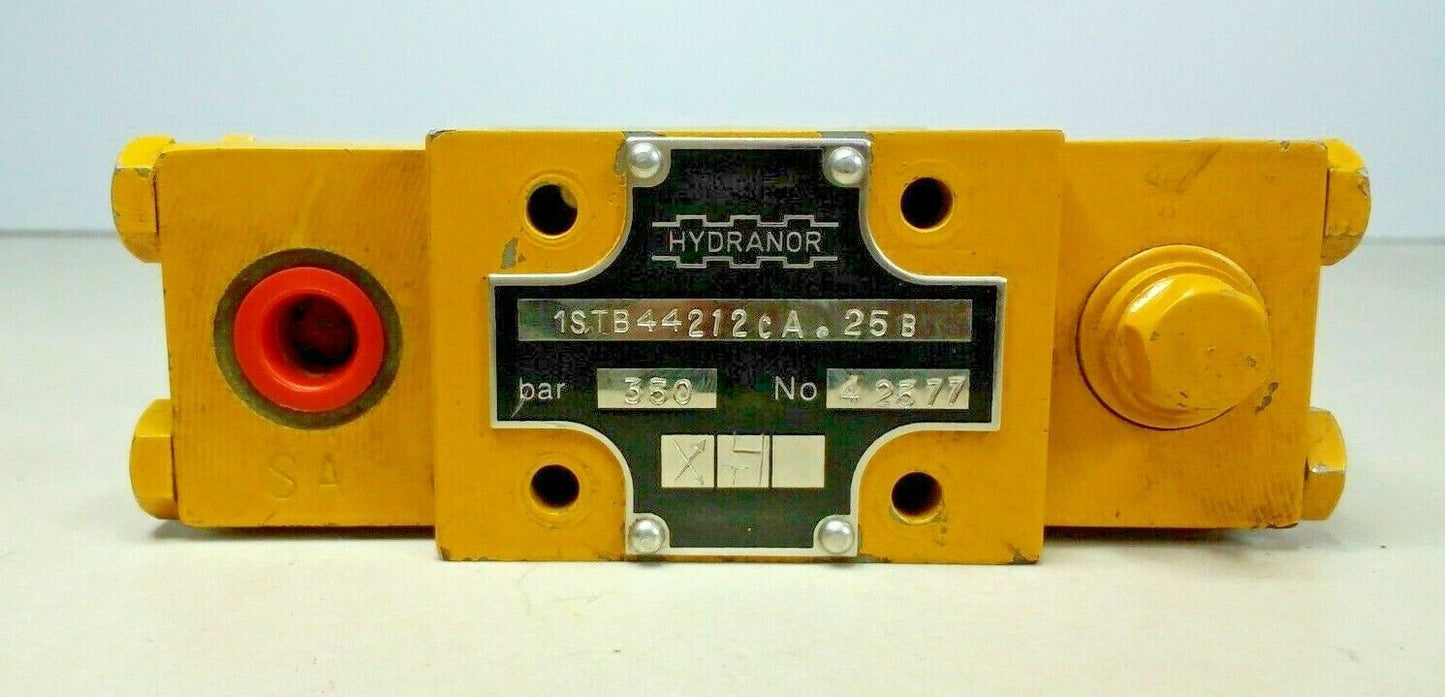 HYDRANOR
1STB44212CA.25B
bar 350 No 42577
SA